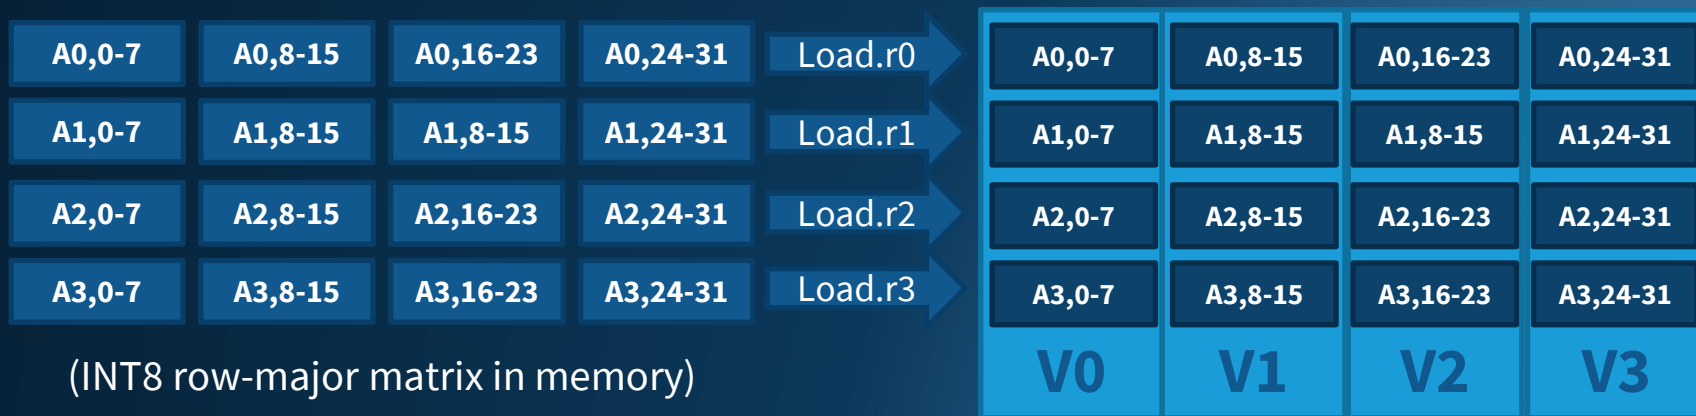 A0,0-7 A0,8-15 A0,16-23 A0,24-31 Load.r0 A0,0-7 A0,8-15 A0,16-23 A0,24-31
A1,0-7 A1,8-15 A1,8-15 A1,24-31 Load.r1 A1,0-7 A1,8-15 A1,8-15 A1,24-31
A2,0-7 A2,8-15 A2,16-23 A2,24-31 Load.r2 A2,0-7 A2,8-15 A2,16-23 A2,24-31
A3,0-7 A3,8-15 A3,16-23 A3,24-31 Load.r3 A3,0-7 A3,8-15 A3,16-23 A3,24-31
(INT8 row-major matrix in memory) V0 V1 V2 V3